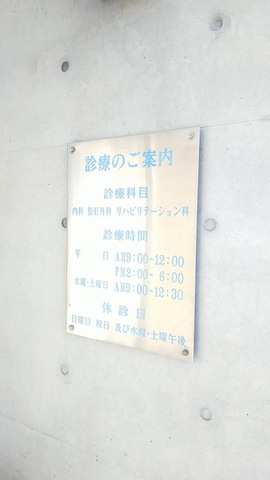 診療のご案内
診療科目
内科 整形外科 リハビリテーション科
診療時間
平 日 AM9:00-12:00
PM2:00- 6:00
水曜・土曜日 AM9:00-12:30
休診日
日曜日 祝日 及び水曜・土曜午後